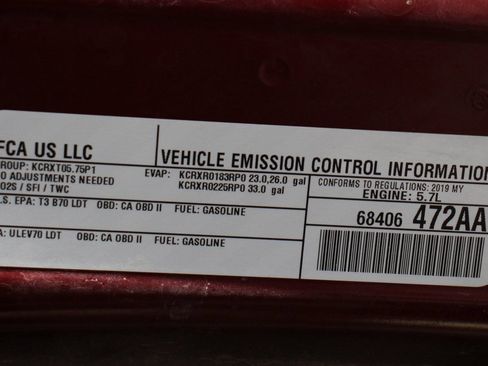 FCA US LLC
VEHICLE EMISSION CONTROL INFORMATION
GROUP: KCRXT05.75P1
EVAP: KCRXR0183RP0 23.0,26.0 gal
KCRXR0225RP0 33.0 gal
CONFORMS TO REGULATIONS: 2019 MY
O ADJUSTMENTS NEEDED
O2S / SFI / TWC
ENGINE: 5.7L
.S. EPA: T3 B70 LDT OBD: CA OBD II FUEL: GASOLINE
68406 472AA
A: ULEV70 LDT OBD: CA OBD II FUEL: GASOLINE